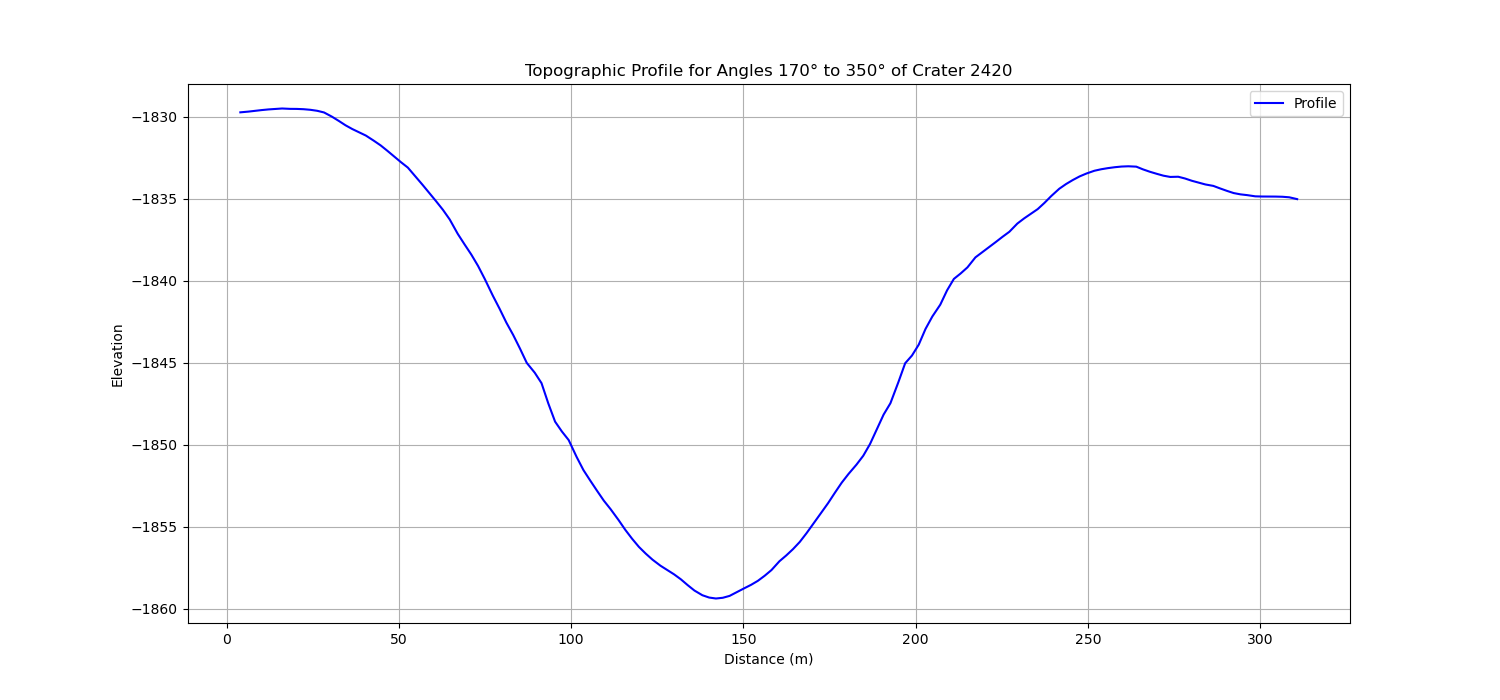 Topographic Profile for Angles 170° to 350° of Crater 2420
Profile
−1830
−1835
−1840
−1845
−1850
−1855
−1860
Elevation
0 50 100 150 200 250 300
Distance (m)